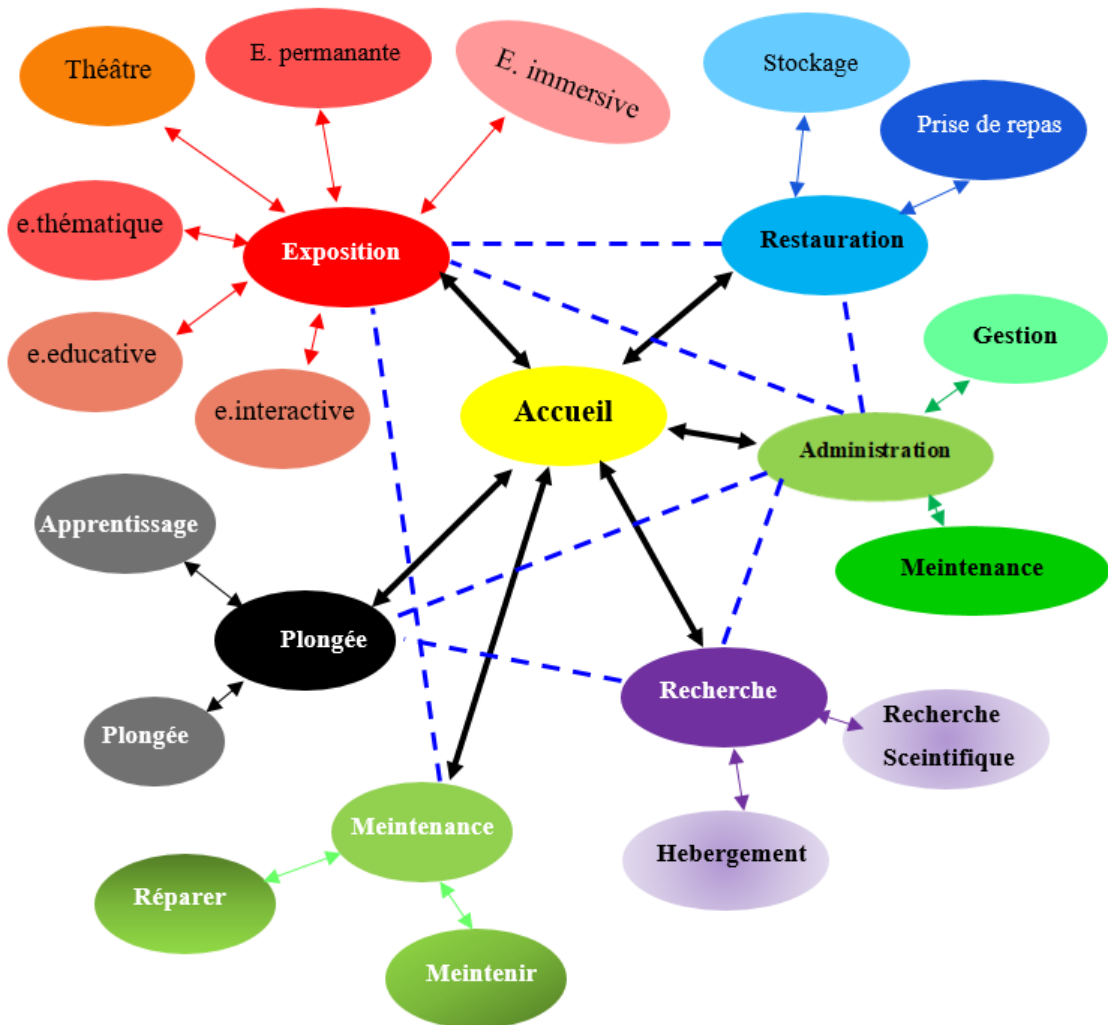 Théâtre
E. permanante
E. immersive
Stockage
Prise de repas
e.thématique
Exposition
Restauration
e.educative
e.interactive
Gestion
Accueil
Administration
Apprentissage
Meintenance
Plongée
Recherche
Plongée
Recherche
Sceintifique
Meintenance
Hebergement
Réparer
Meintenir